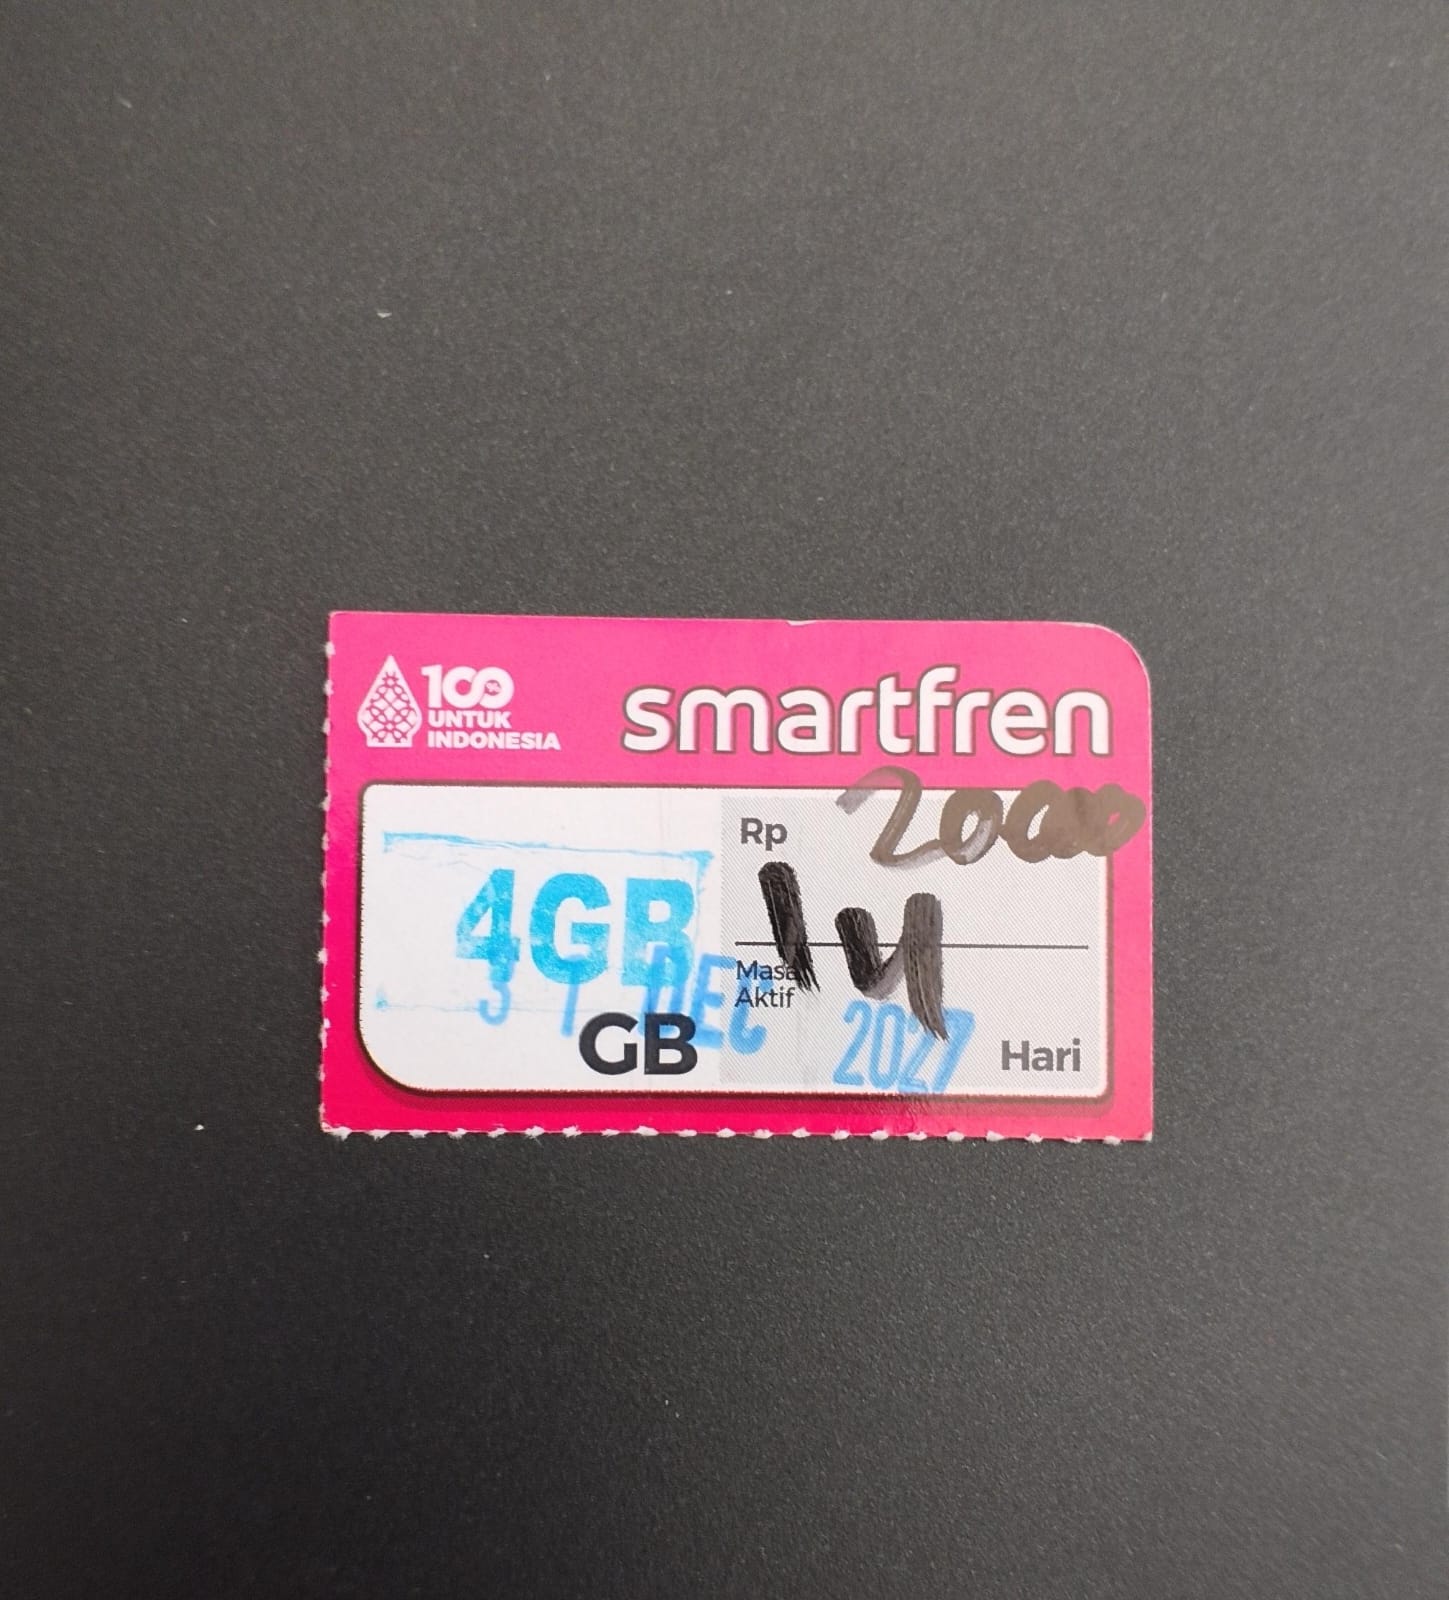 100%
UNTUK
INDONESIA
smartfren
Rp 2000
4GB
14
Masa
Aktif
31 DEC 2027
GB
Hari